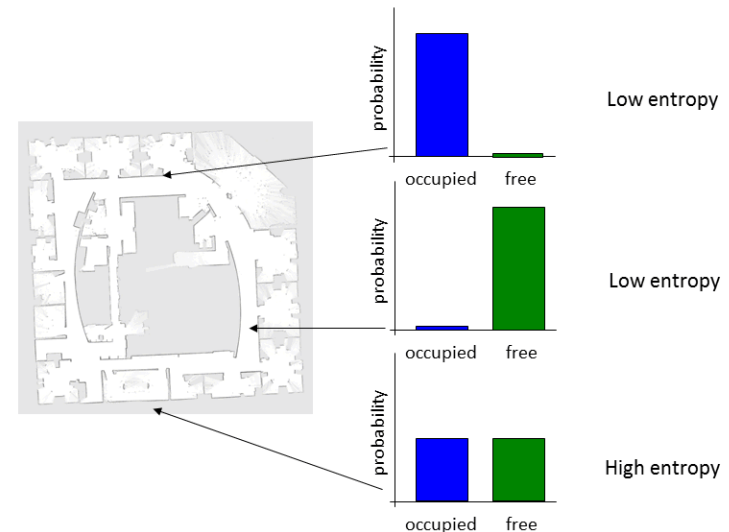 probability
Low entropy
occupied free
probability
Low entropy
occupied free
probability
High entropy
occupied free